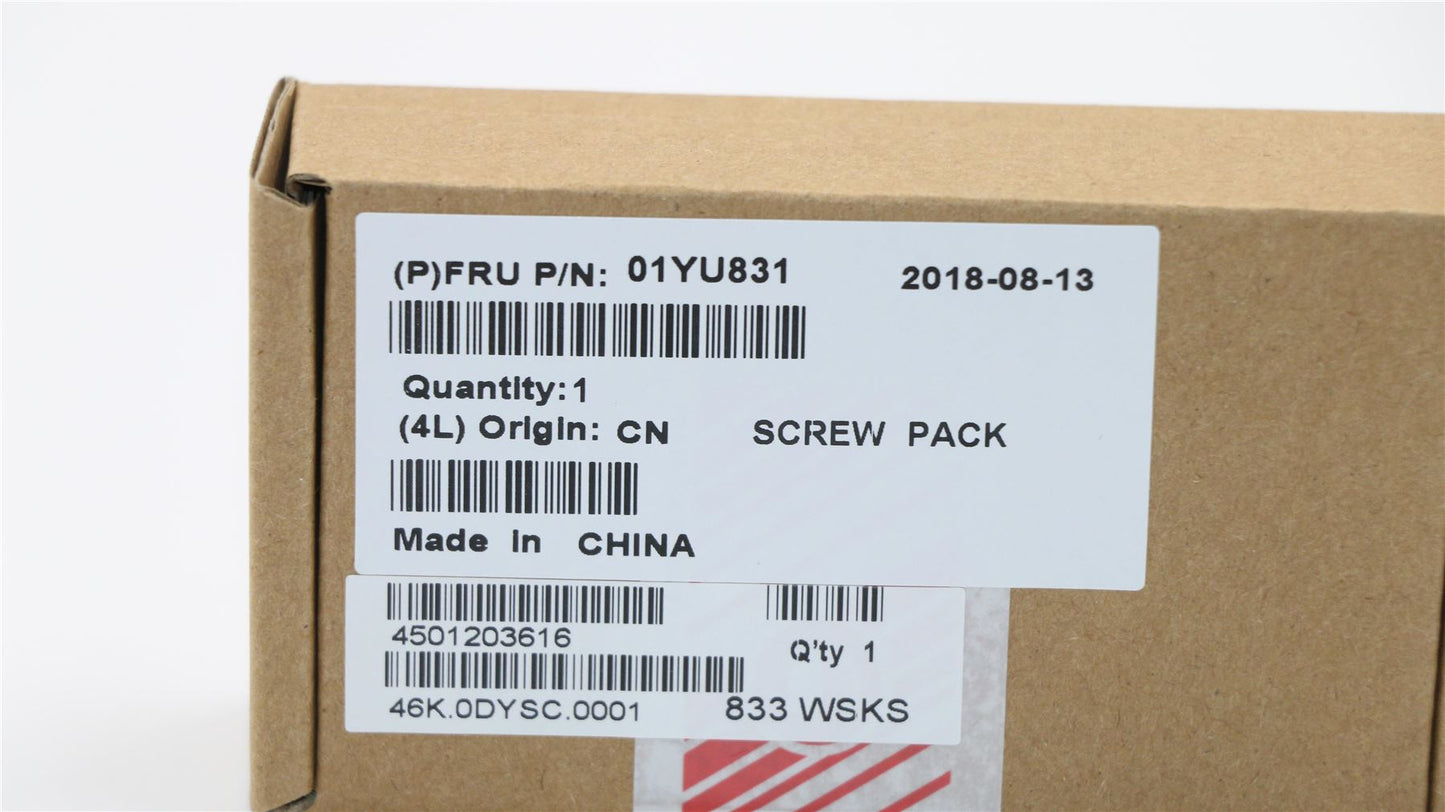 (P)FRU P/N: 01YU831 2018-08-13
Quantity: 1
(4L) Origin: CN SCREW PACK
Made in CHINA
4501203616
Q'ty 1
46K.0DYSC.0001 833 WSKS